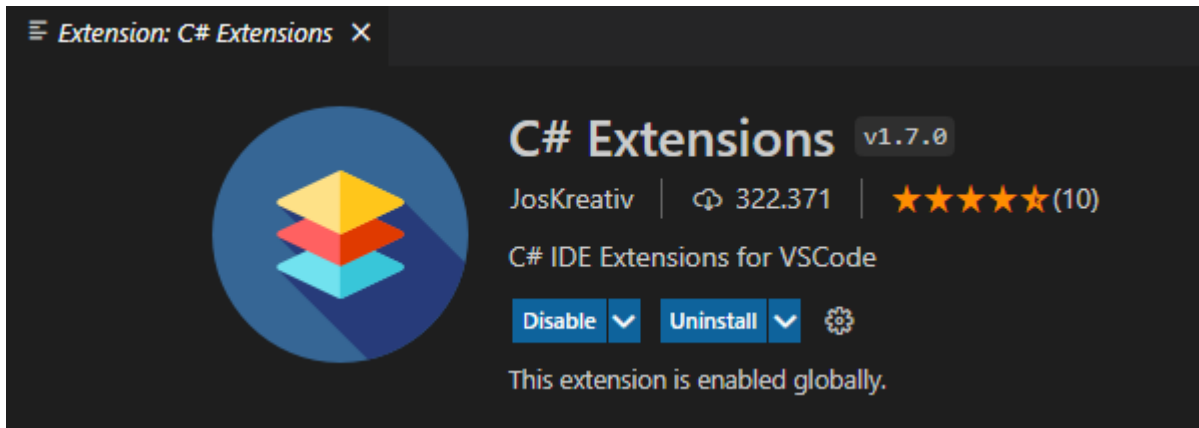 Extension: C# Extensions
C# Extensions v1.7.0
JosKreativ 322.371 (10)
C# IDE Extensions for VSCode
Disable Uninstall
This extension is enabled globally.